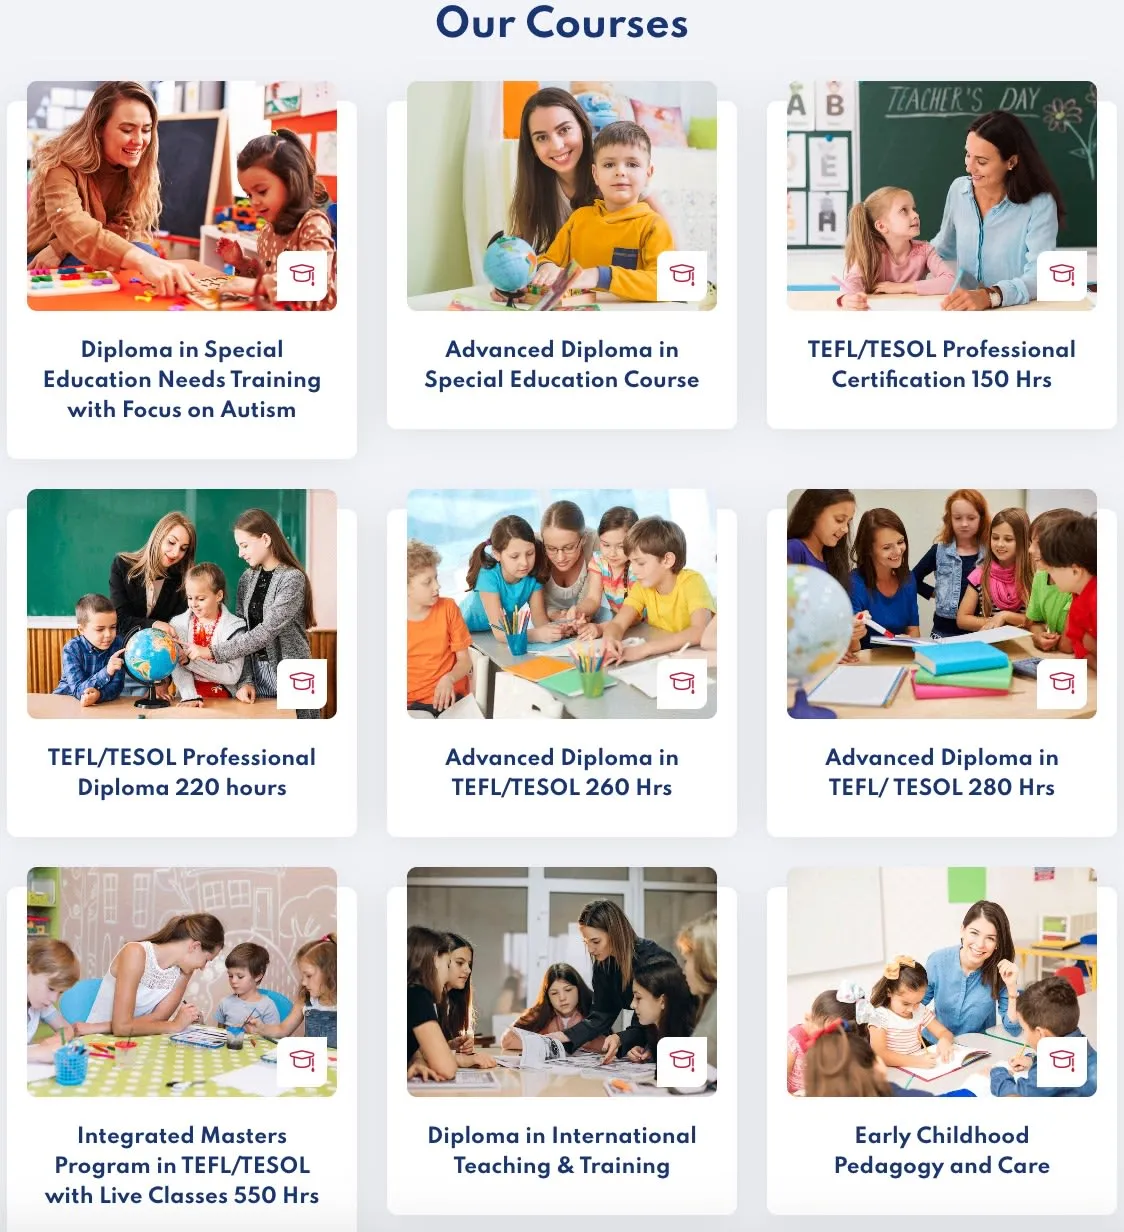 Our Courses
A B
E
A
TEACHER'S DAY
Diploma in Special
Education Needs Training
with Focus on Autism
Advanced Diploma in
Special Education Course
TEFL/TESOL Professional
Certification 150 Hrs
TEFL/TESOL Professional
Diploma 220 hours
Advanced Diploma in
TEFL/TESOL 260 Hrs
Advanced Diploma in
TEFL/ TESOL 280 Hrs
Integrated Masters
Program in TEFL/TESOL
with Live Classes 550 Hrs
Diploma in International
Teaching & Training
Early Childhood
Pedagogy and Care